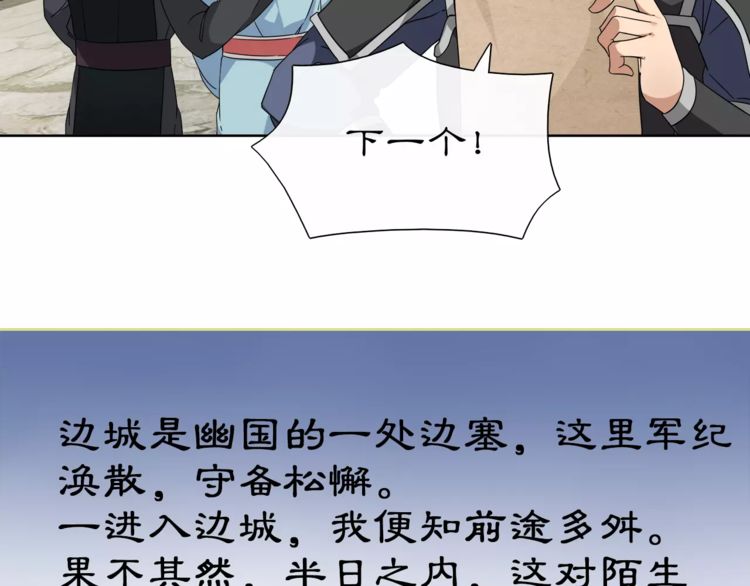 下一个！
边城是幽国的一处边塞，这里军纪
涣散，守备松懈。
一进入边城，我便知前途多舛。
果不其然，半日之内，这对陌生